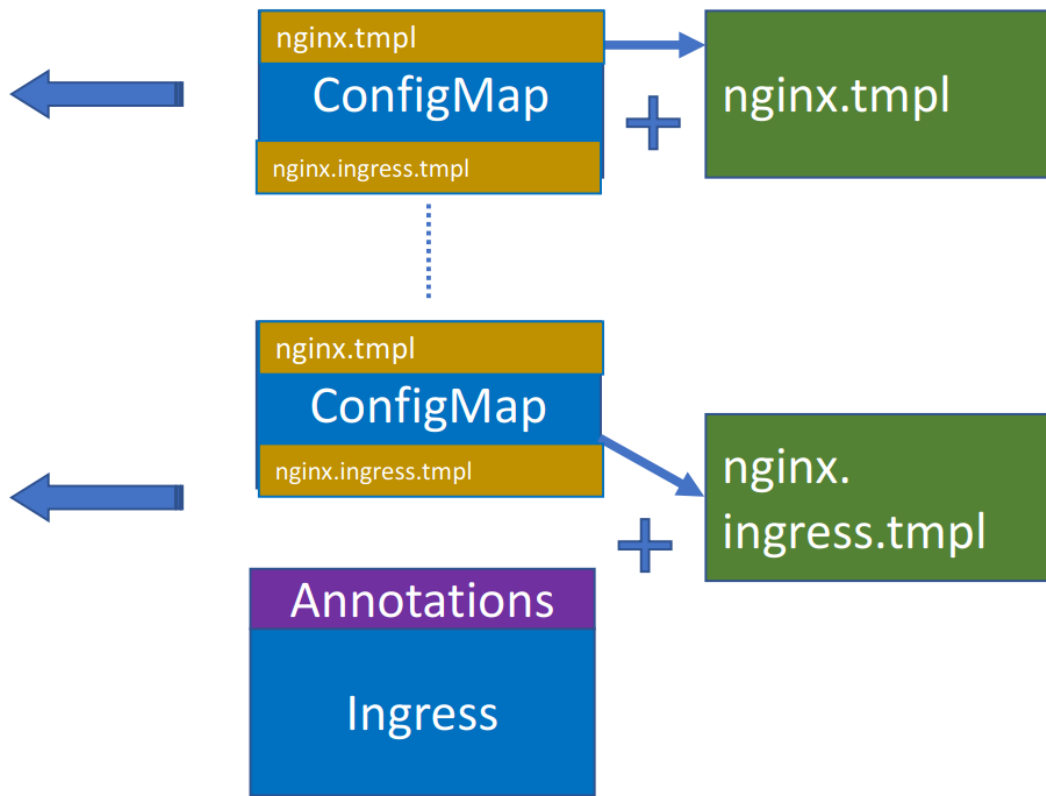 nginx.tmpl
ConfigMap
nginx.ingress.tmpl
nginx.tmpl
nginx.tmpl
ConfigMap
nginx.ingress.tmpl
nginx.
ingress.tmpl
Annotations
Ingress